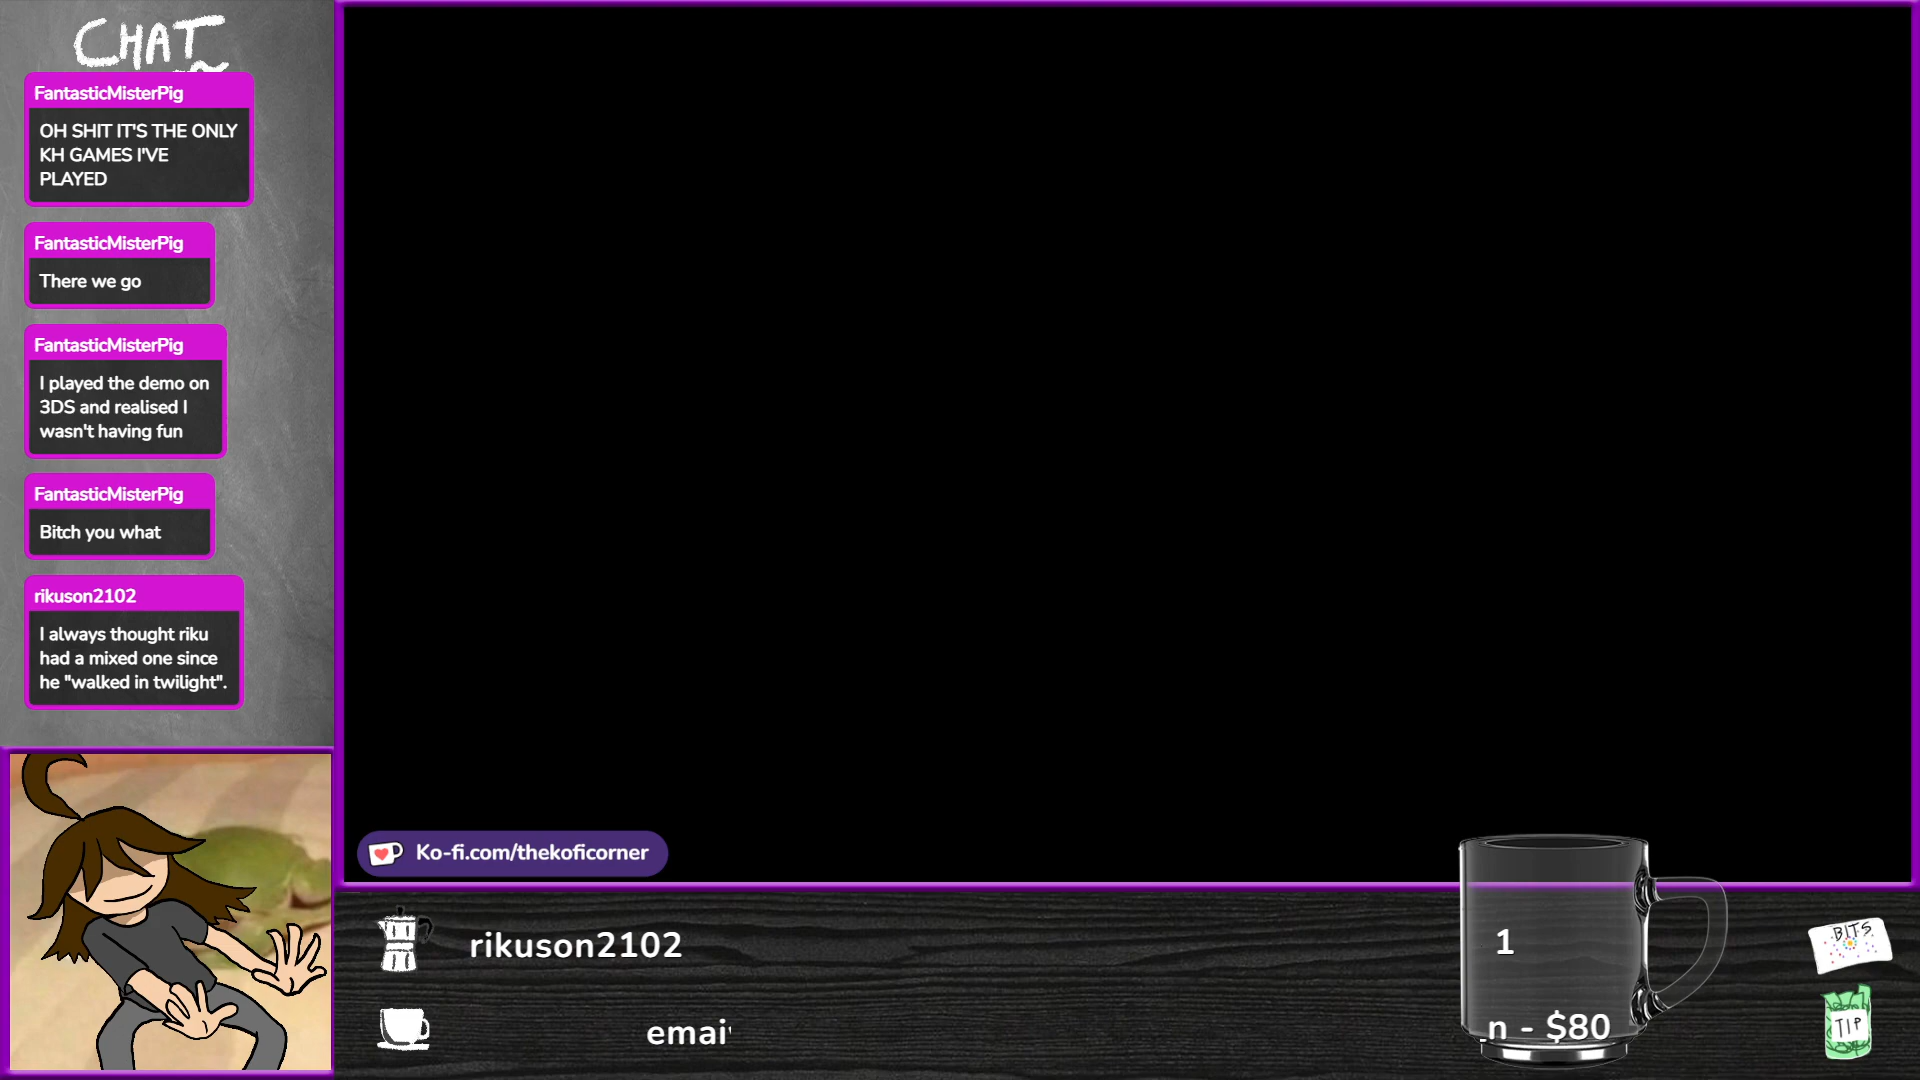 CHAT
FantasticMisterPig
OH SHIT IT'S THE ONLY
KH GAMES I'VE
PLAYED
FantasticMisterPig
There we go
FantasticMisterPig
I played the demo on
3DS and realised I
wasn't having fun
FantasticMisterPig
Bitch you what
rikuson2102
I always thought riku
had a mixed one since
he "walked in twilight".
Ko-fi.com/thekoficorner
rikuson2102
1
BITS
emai
n - $80
TIP